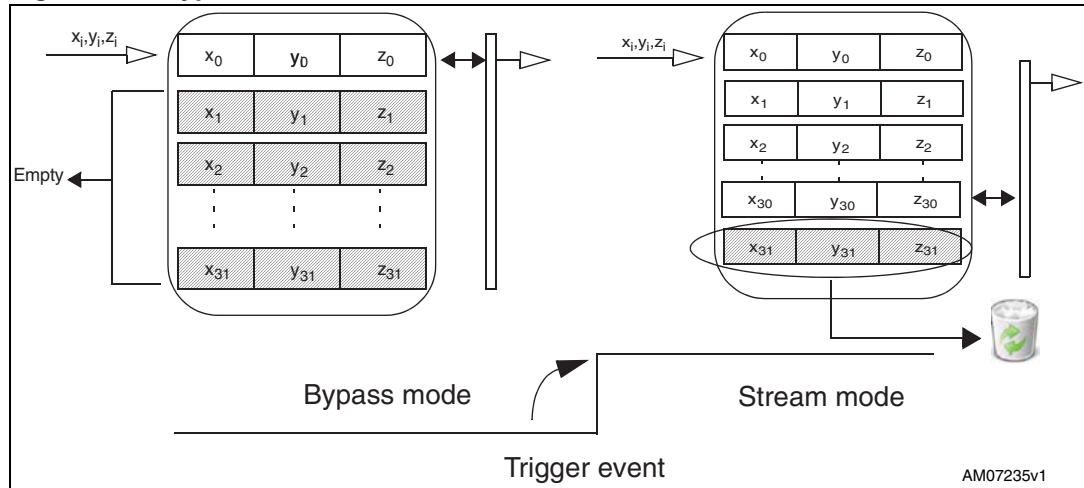 xi,yi,zi
x0 y0 z0
x1 y1 z1
x2 y2 z2
Empty
x31 y31 z31
xi,yi,zi
x0 y0 z0
x1 y1 z1
x2 y2 z2
x30 y30 z30
x31 y31 z31
Bypass mode
Stream mode
Trigger event
AM07235v1